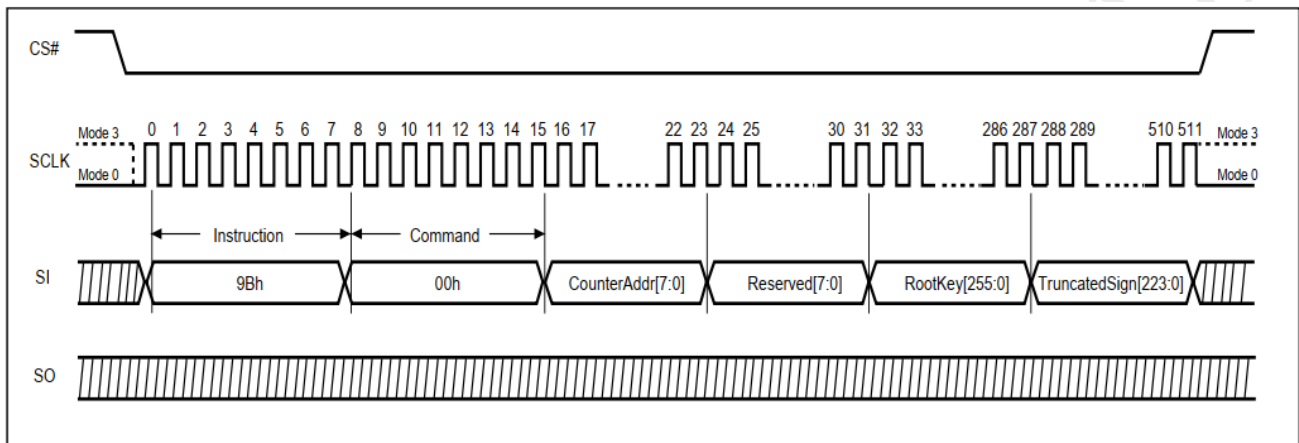 CS#
0 1 2 3 4 5 6 7 8 9 10 11 12 13 14 15 16 17 22 23 24 25 30 31 32 33 286 287 288 289 510 511
Mode 3 Mode 3
SCLK
Mode 0 Mode 0
Instruction Command
SI 9Bh 00h CounterAddr[7:0] Reserved[7:0] RootKey[255:0] TruncatedSign[223:0]
SO